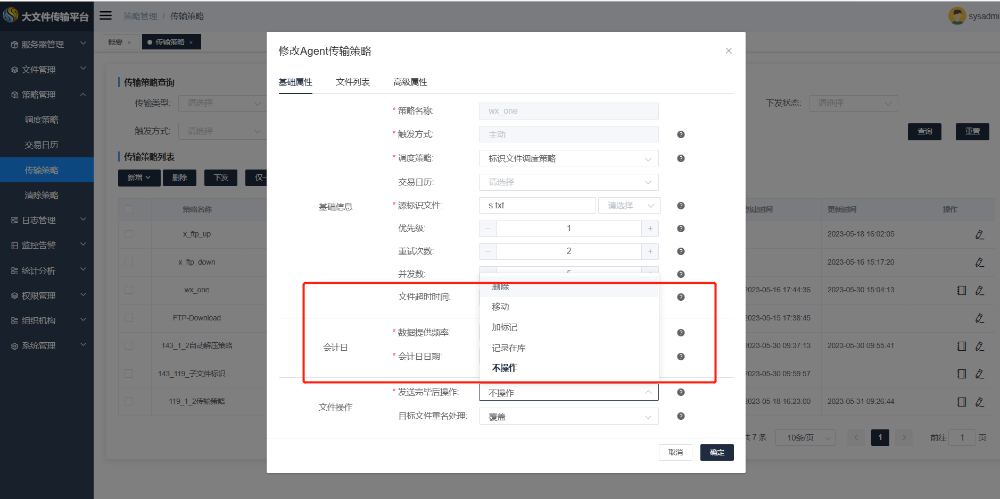 大文件传输平台
策略管理 / 传输策略
sysadmi
服务器管理
文件管理
策略管理
调度策略
交易日历
传输策略
清除策略
日志管理
监控告警
统计分析
权限管理
组织机构
系统管理
概要 ×
传输策略 ×
传输策略查询
传输类型: 请选择
下发状态: 请选择
触发方式: 请选择
查询
重置
传输策略列表
新增
删除
下发
仅一
策略名称
创建时间
更新时间
操作
x_ftp_up
2023-05-18 16:02:05
x_ftp_down
2023-05-16 15:17:20
wx_one
2023-05-16 17:44:36
2023-05-30 15:04:13
FTP-Download
2023-05-15 17:38:45
143_1_2自动解压策略
2023-05-30 09:37:13
2023-05-30 09:55:41
143_119_子文件标识...
2023-05-30 09:59:57
119_1_2传输策略
2023-05-18 16:23:00
2023-05-31 09:26:44
共 7 条
10条/页
1
前往 1 页
修改Agent传输策略
基础属性
文件列表
高级属性
基础信息
* 策略名称: wx_one
* 触发方式: 主动
* 调度策略: 标识文件调度策略
交易日历: 请选择
* 源标识文件: s.txt 请选择
优先级: − 1 +
重试次数: − 2 +
并发数:
文件超时时间:
会计日
* 数据提供频率:
* 会计日日期:
删除
移动
加标记
记录在库
不操作
文件操作
* 发送完毕后操作: 不操作
目标文件重名处理: 覆盖
取消
确定